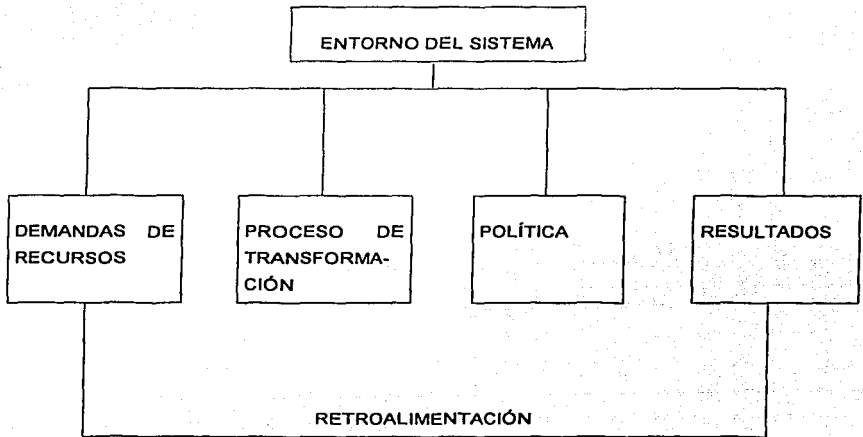 ENTORNO DEL SISTEMA
DEMANDAS DE
RECURSOS
PROCESO DE
TRANSFORMA-
CIÓN
POLÍTICA
RESULTADOS
RETROALIMENTACIÓN